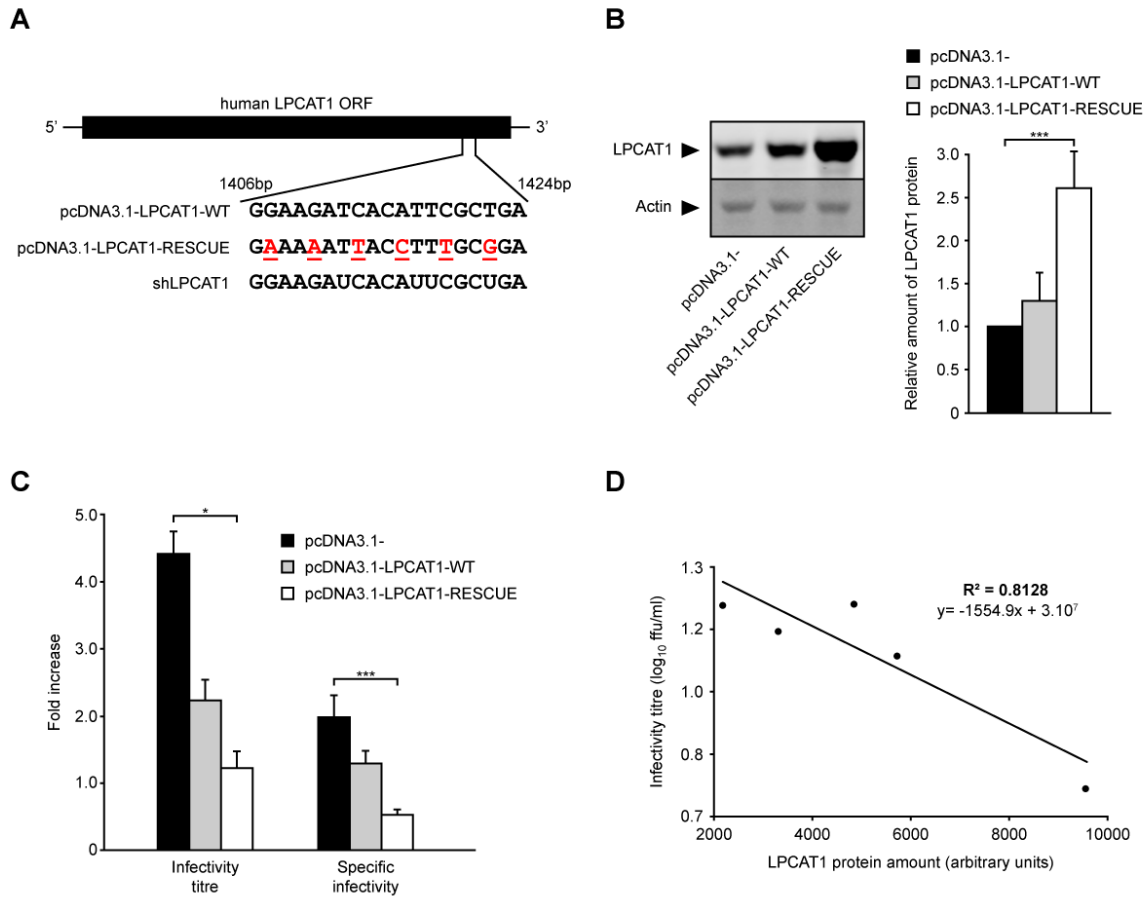 A
human LPCAT1 ORF
5’
3’
1406bp
1424bp
pcDNA3.1-LPCAT1-WT GGAAGATCACATTCGCTGA
pcDNA3.1-LPCAT1-RESCUE GAAAAATTACCTTTGCGGA
shLPCAT1 GGAAGAUCACAUUCGCUGA
B
pcDNA3.1-
pcDNA3.1-LPCAT1-WT
pcDNA3.1-LPCAT1-RESCUE
LPCAT1
Actin
pcDNA3.1-
pcDNA3.1-LPCAT1-WT
pcDNA3.1-LPCAT1-RESCUE
Relative amount of LPCAT1 protein
***
3.0
2.5
2.0
1.5
1.0
0.5
0
C
pcDNA3.1-
pcDNA3.1-LPCAT1-WT
pcDNA3.1-LPCAT1-RESCUE
Fold increase
5.0
4.0
3.0
2.0
1.0
0
*
***
Infectivity
titre
Specific
infectivity
D
Infectivity titre (log10 ffu/ml)
1.3
1.2
1.0
0.8
0.7
R² = 0.8128
y= -1554.9x + 3.10⁷
2000 4000 6000 8000 10000
LPCAT1 protein amount (arbitrary units)